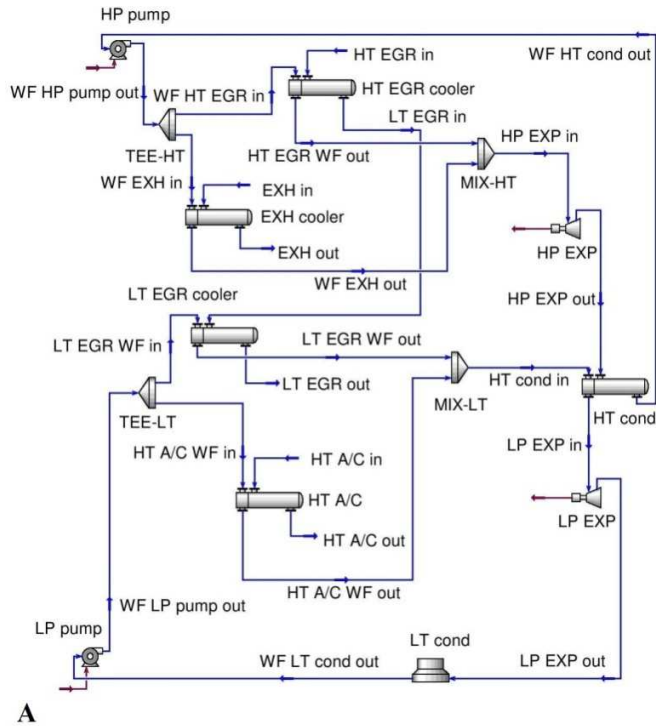 HP pump
WF HT cond out
HT EGR in
WF HP pump out
WF HT EGR in
HT EGR cooler
LT EGR in
TEE-HT
HT EGR WF out
HP EXP in
MIX-HT
WF EXH in
EXH in
EXH cooler
EXH out
HP EXP
WF EXH out
LT EGR cooler
HP EXP out
LT EGR WF in
LT EGR WF out
LT EGR out
HT cond in
TEE-LT
MIX-LT
HT cond
HT A/C WF in
HT A/C in
LP EXP in
HT A/C
LP EXP
HT A/C out
HT A/C WF out
WF LP pump out
LP pump
LT cond
WF LT cond out
LP EXP out
A